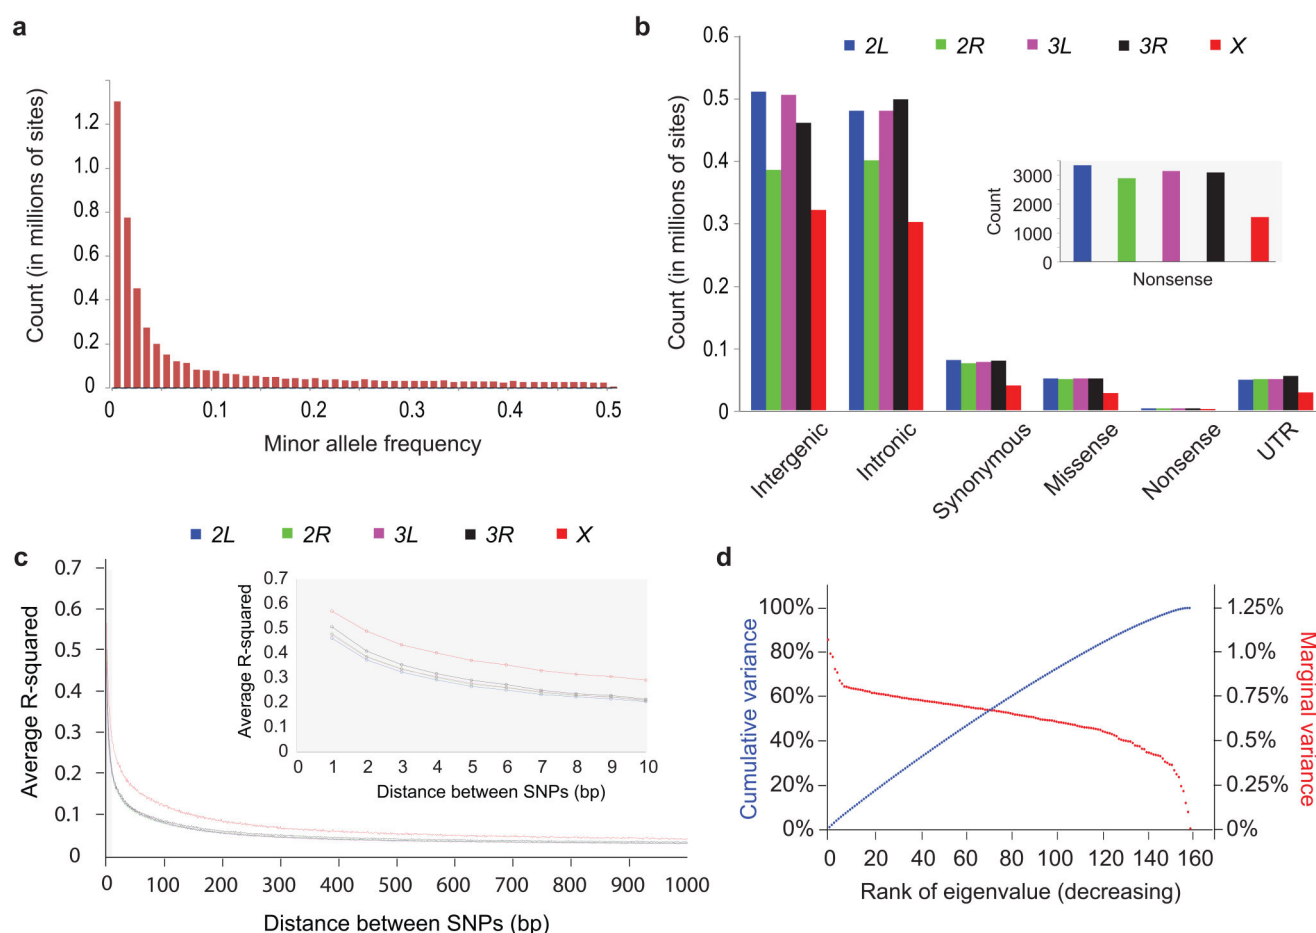 a
Count (in millions of sites)
1.2
1.0
0.8
0.6
0.4
0.2
0
0 0.1 0.2 0.3 0.4 0.5
Minor allele frequency
b
2L 2R 3L 3R X
Count (in millions of sites)
0.6
0.5
0.4
0.3
0.2
0.1
0
Intergenic
Intronic
Synonymous
Missense
Nonsense
UTR
Count
3000
2000
1000
0
Nonsense
2L 2R 3L 3R X
c
Average R-squared
0.7
0.6
0.5
0.4
0.3
0.2
0.1
0
0 100 200 300 400 500 600 700 800 900 1000
Distance between SNPs (bp)
Average R-squared
0.7
0.6
0.5
0.4
0.3
0.2
0.1
0
0 1 2 3 4 5 6 7 8 9 10
Distance between SNPs (bp)
d
Cumulative variance
100%
80%
60%
40%
20%
0%
1.25%
1.0%
0.75%
0.5%
0.25%
0%
Marginal variance
0 20 40 60 80 100 120 140 160
Rank of eigenvalue (decreasing)